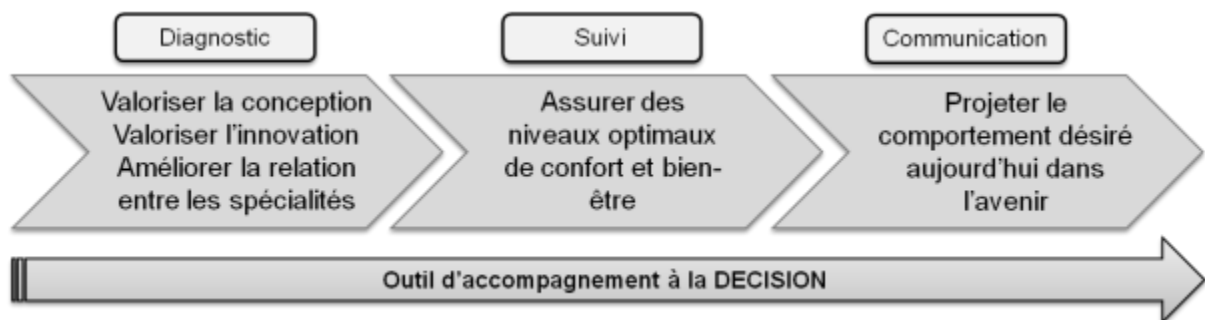 Diagnostic
Suivi
Communication
Valoriser la conception
Valoriser l'innovation
Améliorer la relation
entre les spécialités
Assurer des
niveaux optimaux
de confort et bien-
être
Projeter le
comportement désiré
aujourd'hui dans
l'avenir
Outil d'accompagnement à la DECISION